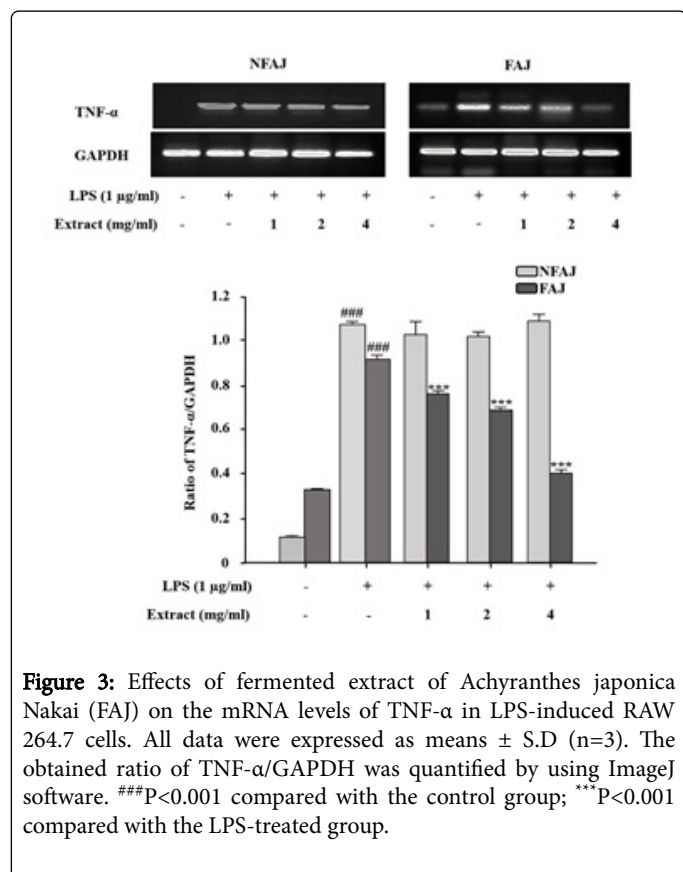 NFAJ FAJ
TNF-α
GAPDH
LPS (1 µg/ml) - + + + + - + + + +
Extract (mg/ml) - - 1 2 4 - - 1 2 4
NFAJ
FAJ
Ratio of TNF-α/GAPDH
1.2
1.0
0.8
0.6
0.4
0.2
0
### ### *** *** ***
LPS (1 µg/ml) - + + + +
Extract (mg/ml) - - 1 2 4
Figure 3: Effects of fermented extract of Achyranthes japonica
Nakai (FAJ) on the mRNA levels of TNF-α in LPS-induced RAW
264.7 cells. All data were expressed as means ± S.D (n=3). The
obtained ratio of TNF-α/GAPDH was quantified by using ImageJ
software. ###P<0.001 compared with the control group; ***P<0.001
compared with the LPS-treated group.